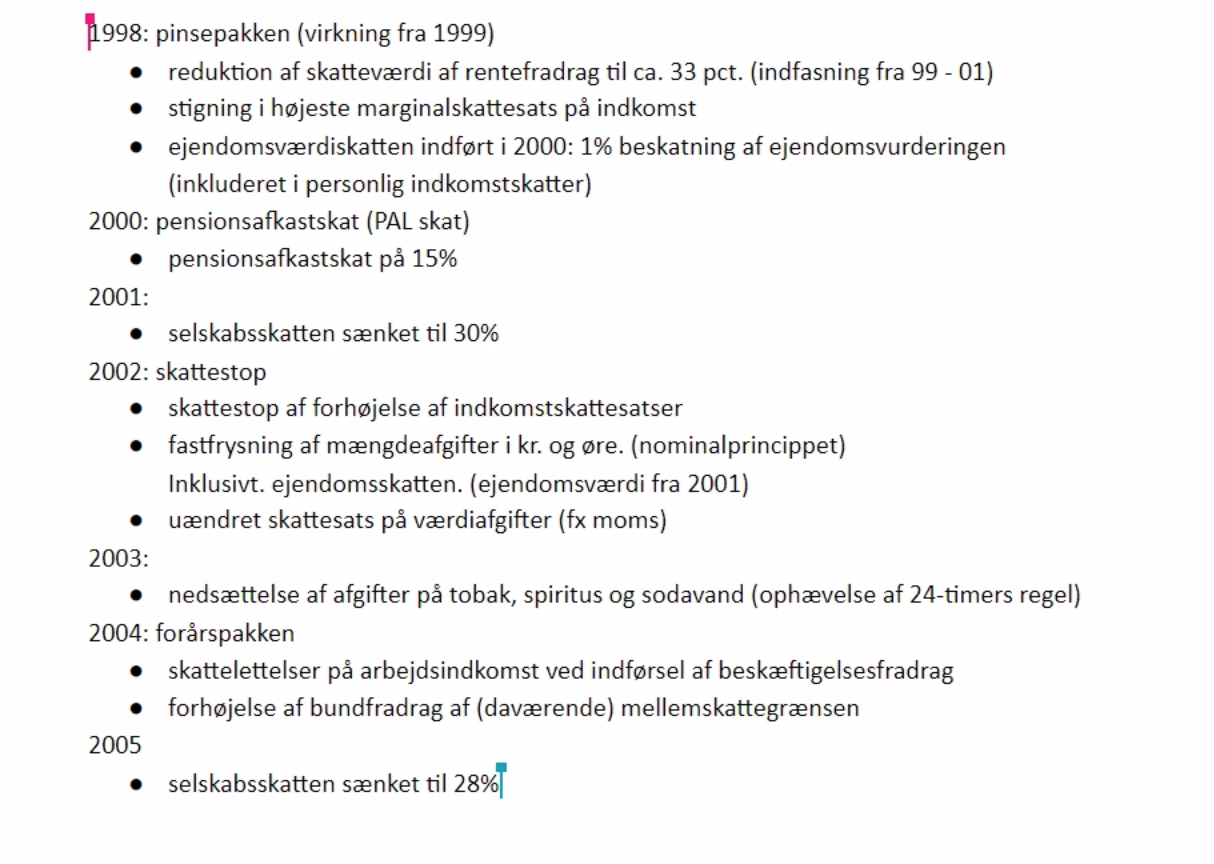 1998: pinsepakken (virkning fra 1999)
● reduktion af skatteværdi af rentefradrag til ca. 33 pct. (indfasning fra 99 - 01)
● stigning i højeste marginalskattesats på indkomst
● ejendomsværdiskatten indført i 2000: 1% beskatning af ejendomsvurderingen
(inkluderet i personlig indkomstskatter)
2000: pensionsafkastskat (PAL skat)
● pensionsafkastskat på 15%
2001:
● selskabsskatten sænket til 30%
2002: skattestop
● skattestop af forhøjelse af indkomstskattesatser
● fastfrysning af mængdeafgifter i kr. og øre. (nominalprincippet)
Inklusivt. ejendomsskatten. (ejendomsværdi fra 2001)
● uændret skattesats på værdiafgifter (fx moms)
2003:
● nedsættelse af afgifter på tobak, spiritus og sodavand (ophævelse af 24-timers regel)
2004: forårspakken
● skattelettelser på arbejdsindkomst ved indførsel af beskæftigelsesfradrag
● forhøjelse af bundfradrag af (daværende) mellemskattegrænsen
2005
● selskabsskatten sænket til 28%